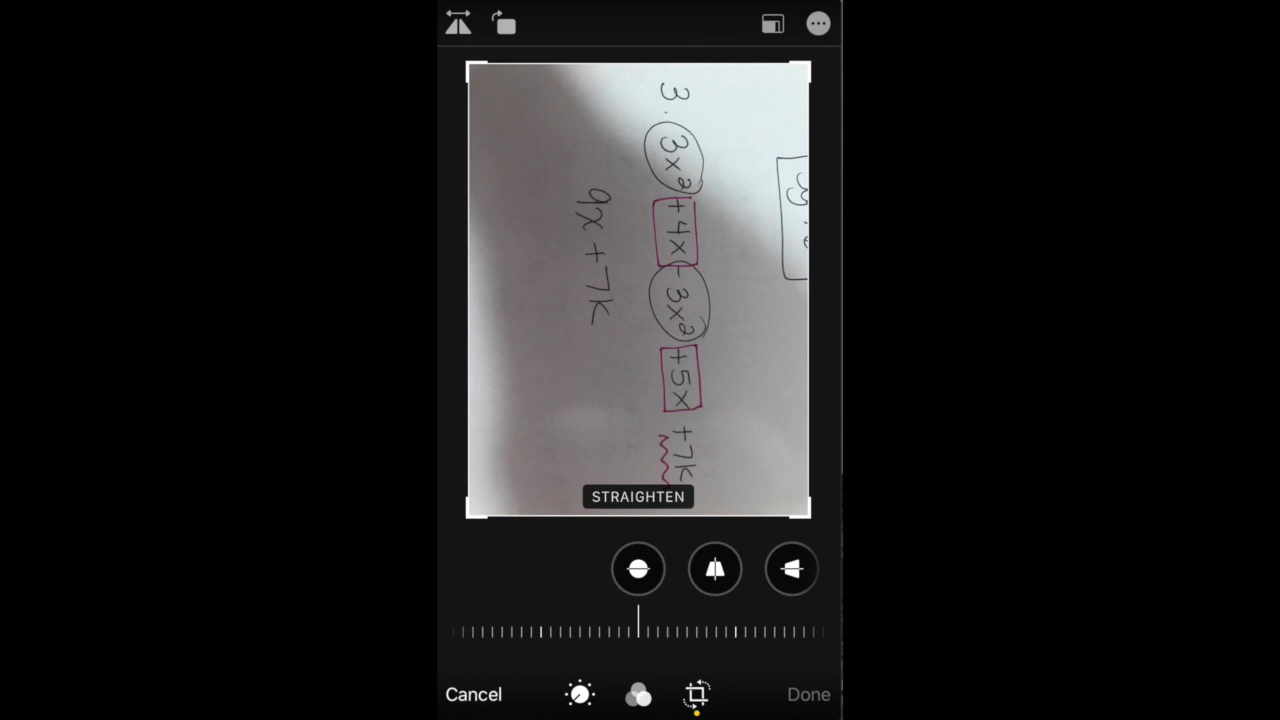 3. 3x2 +4x - 3x2 +5x +7k
9x +7k
STRAIGHTEN
Cancel
Done